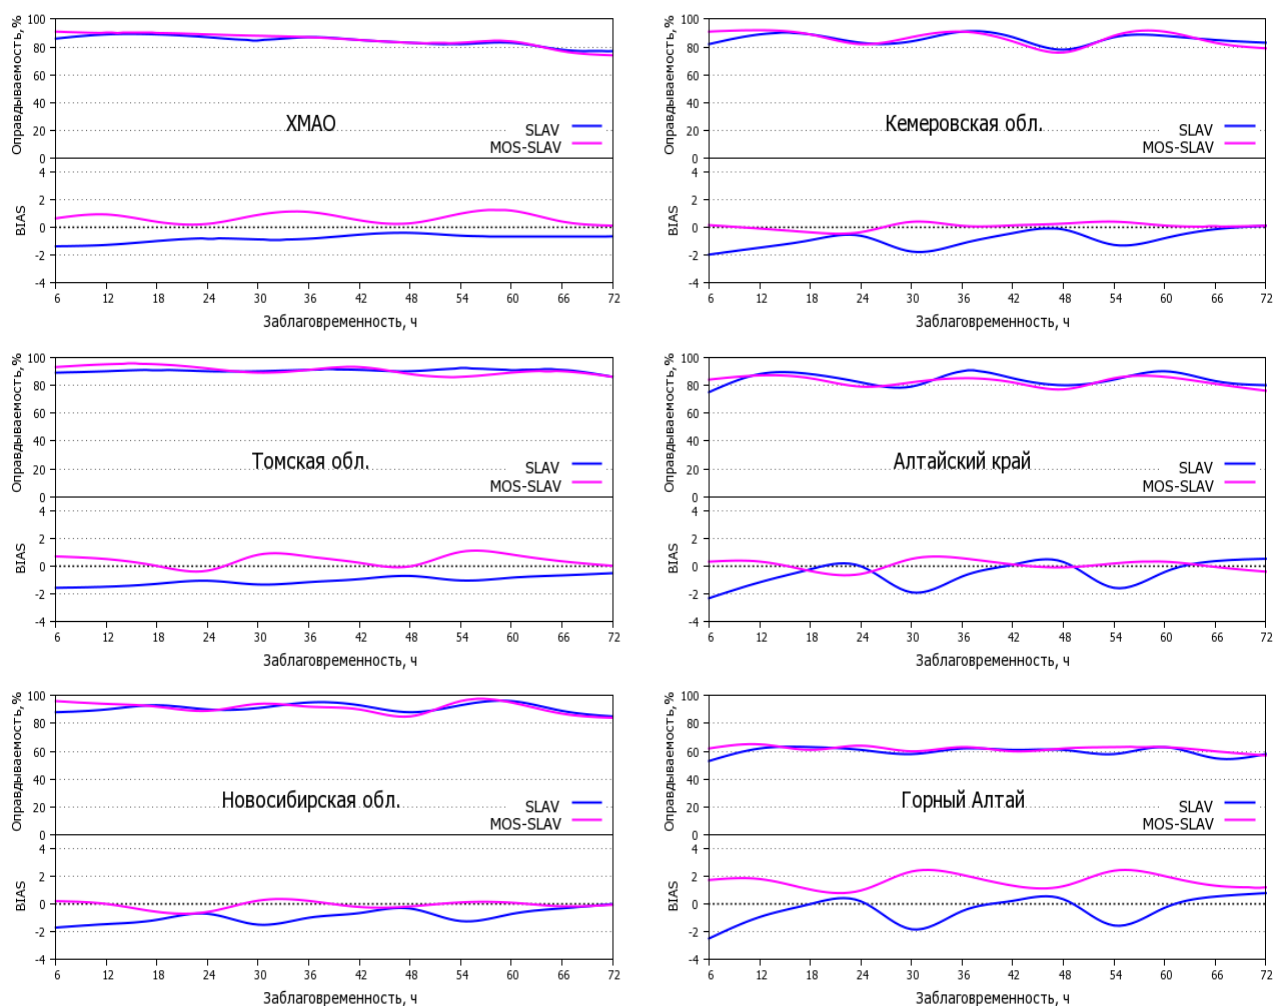 100
80
60
40
20
0
Оправдываемость,%
ХМАО
SLAV
MOS-SLAV
4
2
0
-2
-4
BIAS
6 12 18 24 30 36 42 48 54 60 66 72
Заблаговременность, ч
100
80
60
40
20
0
Оправдываемость,%
Кемеровская обл.
SLAV
MOS-SLAV
4
2
0
-2
-4
BIAS
6 12 18 24 30 36 42 48 54 60 66 72
Заблаговременность, ч
100
80
60
40
20
0
Оправдываемость,%
Томская обл.
SLAV
MOS-SLAV
4
2
0
-2
-4
BIAS
6 12 18 24 30 36 42 48 54 60 66 72
Заблаговременность, ч
100
80
60
40
20
0
Оправдываемость,%
Алтайский край
SLAV
MOS-SLAV
4
2
0
-2
-4
BIAS
6 12 18 24 30 36 42 48 54 60 66 72
Заблаговременность, ч
100
80
60
40
20
0
Оправдываемость,%
Новосибирская обл.
SLAV
MOS-SLAV
4
2
0
-2
-4
BIAS
6 12 18 24 30 36 42 48 54 60 66 72
Заблаговременность, ч
100
80
60
40
20
0
Оправдываемость,%
Горный Алтай
SLAV
MOS-SLAV
4
2
0
-2
-4
BIAS
6 12 18 24 30 36 42 48 54 60 66 72
Заблаговременность, ч